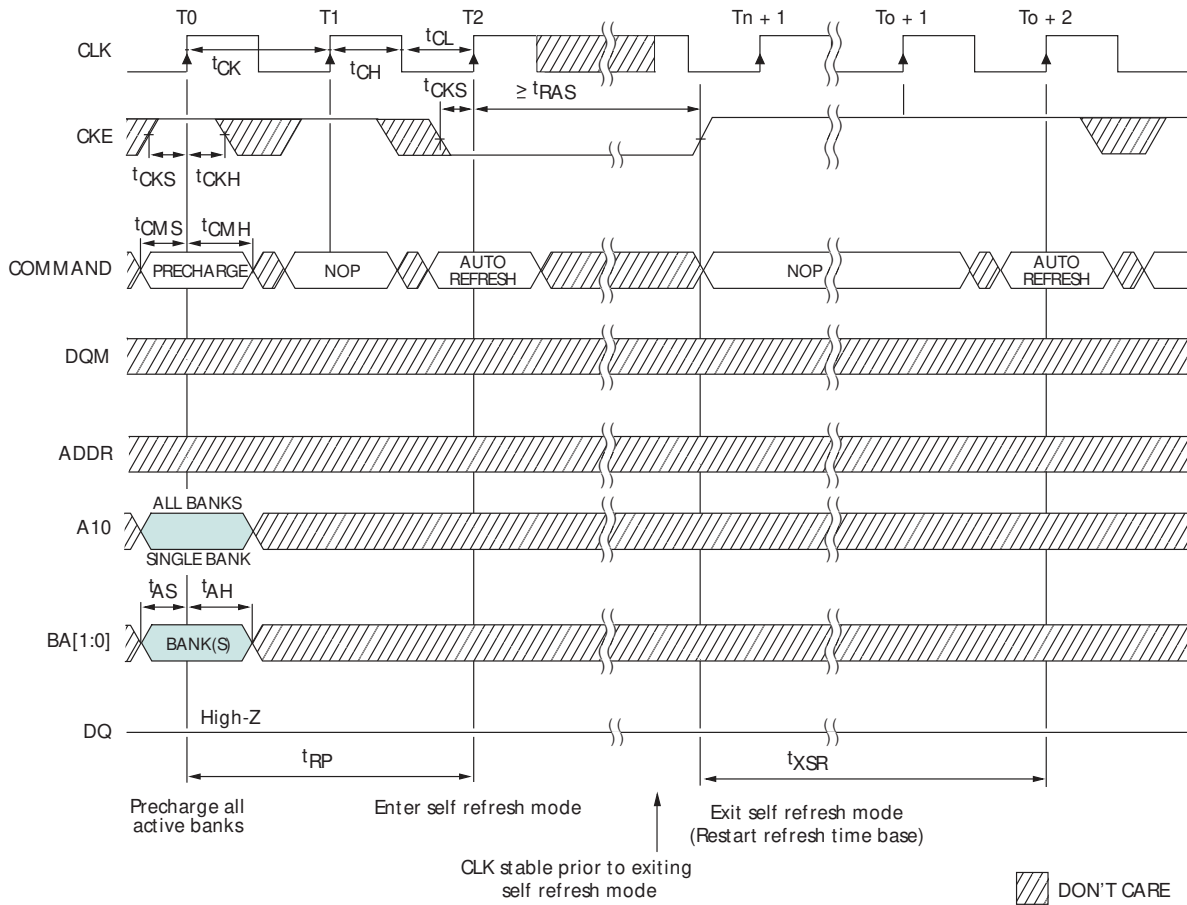 T0 T1 T2 Tn + 1 To + 1 To + 2
CLK
tCK tCH tCL
tCKS ≥ tRAS
CKE
tCKS tCKH
tCMS tCMH
COMMAND PRECHARGE NOP AUTO REFRESH NOP AUTO REFRESH
DQM
ADDR
ALL BANKS
A10
SINGLE BANK
tAS tAH
BA[1:0] BANK(S)
High-Z
DQ
tRP tXSR
Precharge all
active banks
Enter self refresh mode
Exit self refresh mode
(Restart refresh time base)
CLK stable prior to exiting
self refresh mode
DON'T CARE